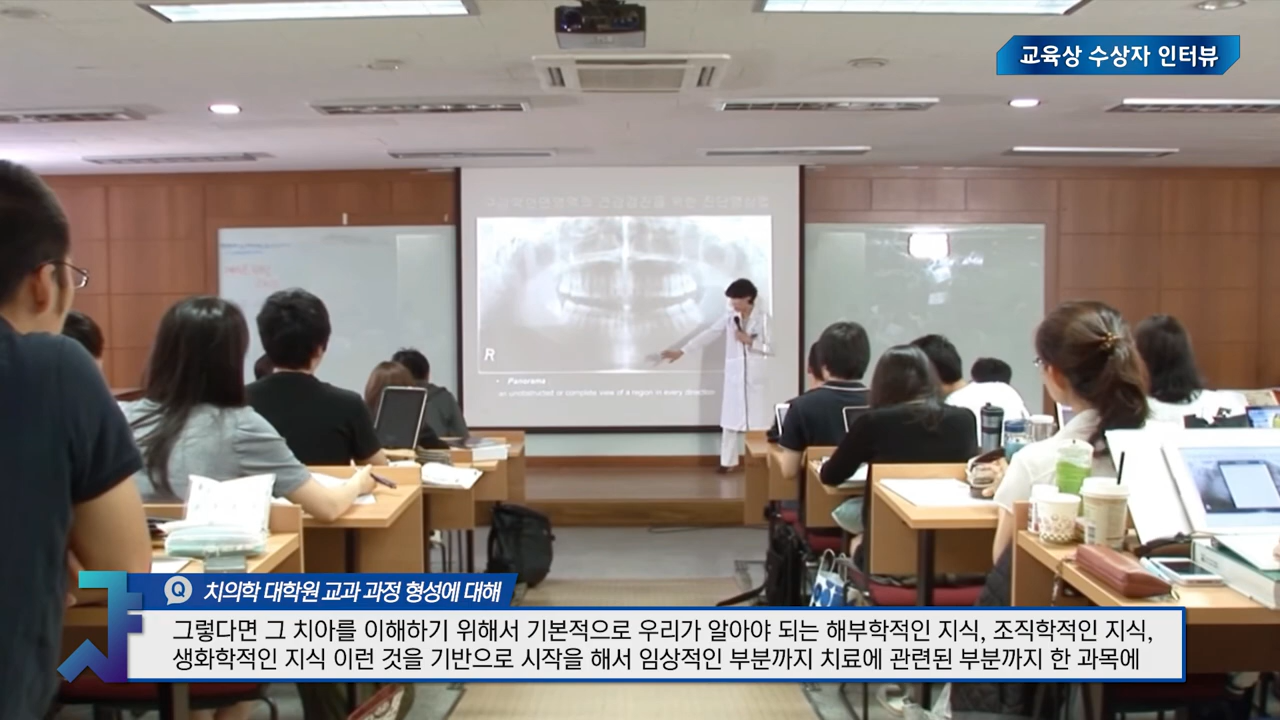 교육상 수상자 인터뷰
R
• Panorama
an unobstructed or complete view of a region in every direction
Q 치의학 대학원 교과 과정 형성에 대해
그렇다면 그 치아를 이해하기 위해서 기본적으로 우리가 알아야 되는 해부학적인 지식, 조직학적인 지식,
생화학적인 지식 이런 것을 기반으로 시작을 해서 임상적인 부분까지 치료에 관련된 부분까지 한 과목에